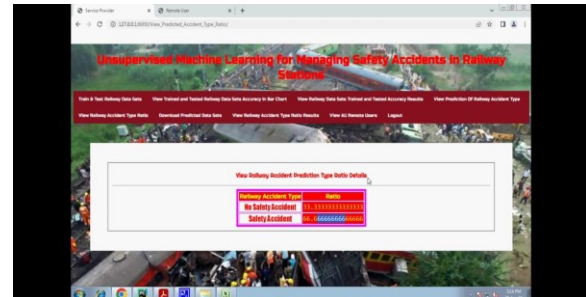 Service Provider
Remote User
127.0.0.1:8000/View_Predicted_Accident_Type_Ratio/
Unsupervised Machine Learning for Managing Safety Accidents in Railway
Stations
Train & Test Railway Data Sets View Trained and Tested Railway Data Sets Accuracy in Bar Chart View Railway Data Sets Trained and Tested Accuracy Results View Prediction Of Railway Accident Type
View Railway Accident Type Ratio Download Predicted Data Sets View Railway Accident Type Ratio Results View All Remote Users Logout
View Railway Accident Prediction Type Ratio Details
Railway Accident Type Ratio
No Safety Accident 33.33333333333333
Safety Accident